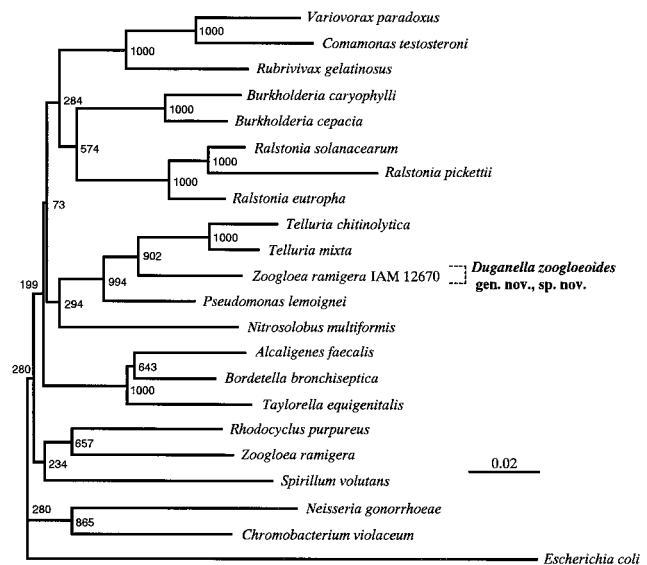 Variovorax paradoxus
1000
Comamonas testosteroni
1000
Rubrivivax gelatinosus
284
Burkholderia caryophylli
1000
Burkholderia cepacia
574
Ralstonia solanacearum
1000
Ralstonia pickettii
1000
Ralstonia eutropha
73
Telluria chitinolytica
1000
Telluria mixta
902
Zoogloea ramigera IAM 12670
Duganella zoogloeoides
gen. nov., sp. nov.
994
Pseudomonas lemoignei
199
294
Nitrosolobus multiformis
Alcaligenes faecalis
643
Bordetella bronchiseptica
280
1000
Taylorella equigenitalis
Rhodocyclus purpureus
657
Zoogloea ramigera
234
0.02
Spirillum volutans
280
Neisseria gonorrhoeae
865
Chromobacterium violaceum
Escherichia coli